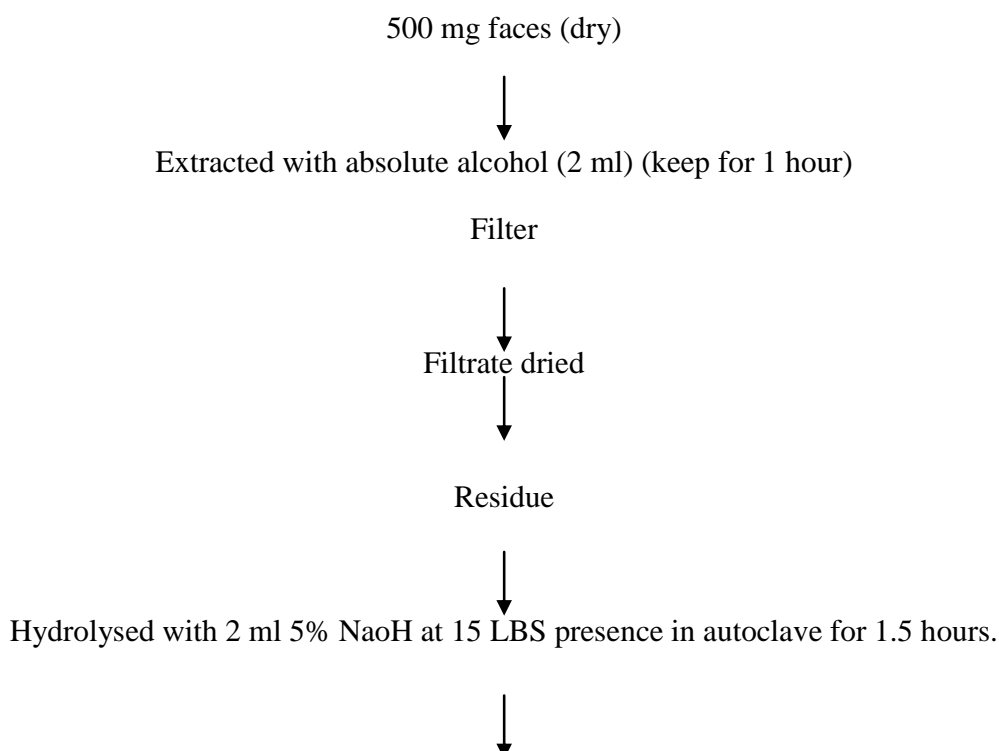 500 mg faces (dry)
Extracted with absolute alcohol (2 ml) (keep for 1 hour)
Filter
Filtrate dried
Residue
Hydrolysed with 2 ml 5% NaoH at 15 LBS presence in autoclave for 1.5 hours.